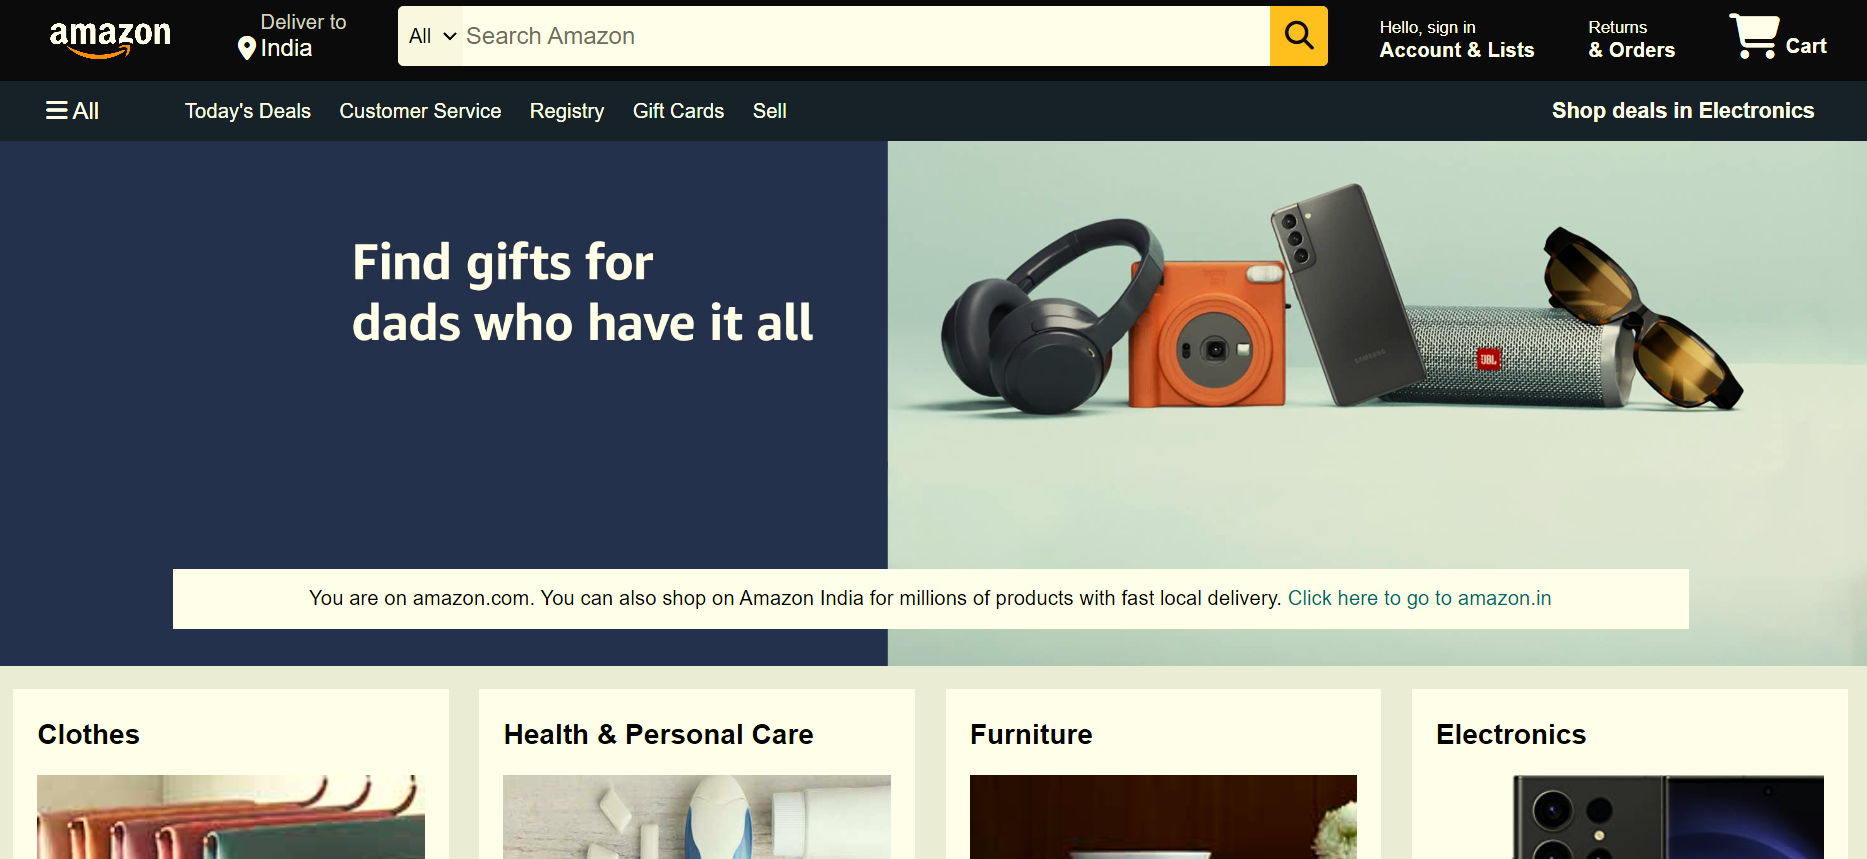 amazon
Deliver to
India
All
Search Amazon
Hello, sign in
Account & Lists
Returns
& Orders
Cart
All
Today's Deals
Customer Service
Registry
Gift Cards
Sell
Shop deals in Electronics
Find gifts for
dads who have it all
SAMSUNG
JBL
You are on amazon.com. You can also shop on Amazon India for millions of products with fast local delivery. Click here to go to amazon.in
Clothes
Health & Personal Care
Furniture
Electronics